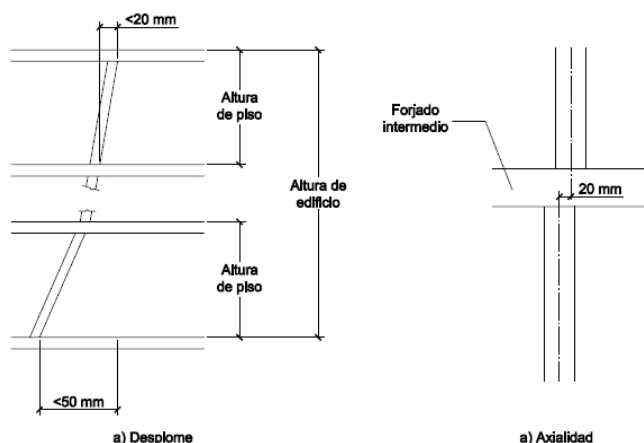 <20 mm
Altura
de piso
Altura de
edificio
Altura
de piso
<50 mm
a) Desplome
Forjado
intermedio
20 mm
a) Axialidad